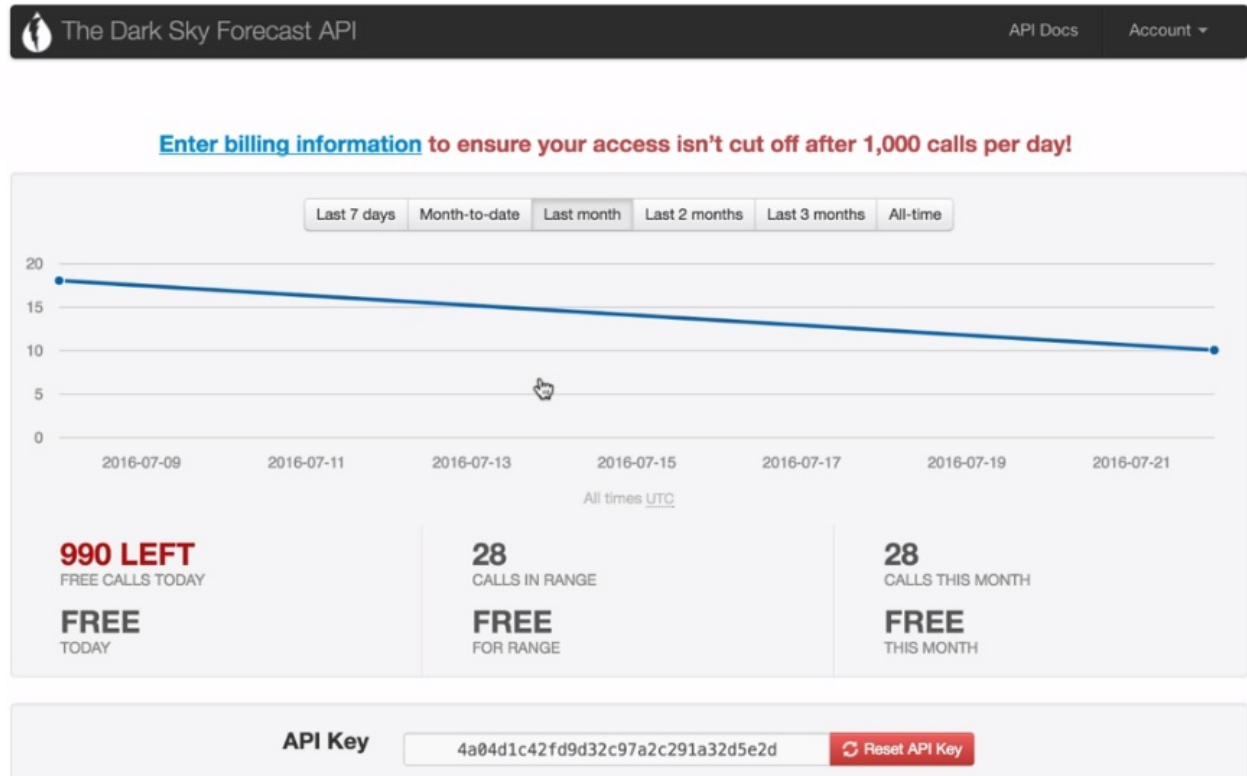 The Dark Sky Forecast API API Docs Account
Enter billing information to ensure your access isn't cut off after 1,000 calls per day!
Last 7 days Month-to-date Last month Last 2 months Last 3 months All-time
20
15
10
5
0
2016-07-09 2016-07-11 2016-07-13 2016-07-15 2016-07-17 2016-07-19 2016-07-21
All times UTC
990 LEFT 28 28
FREE CALLS TODAY CALLS IN RANGE CALLS THIS MONTH
FREE FREE FREE
TODAY FOR RANGE THIS MONTH
API Key 4a04d1c42fd9d32c97a2c291a32d5e2d Reset API Key